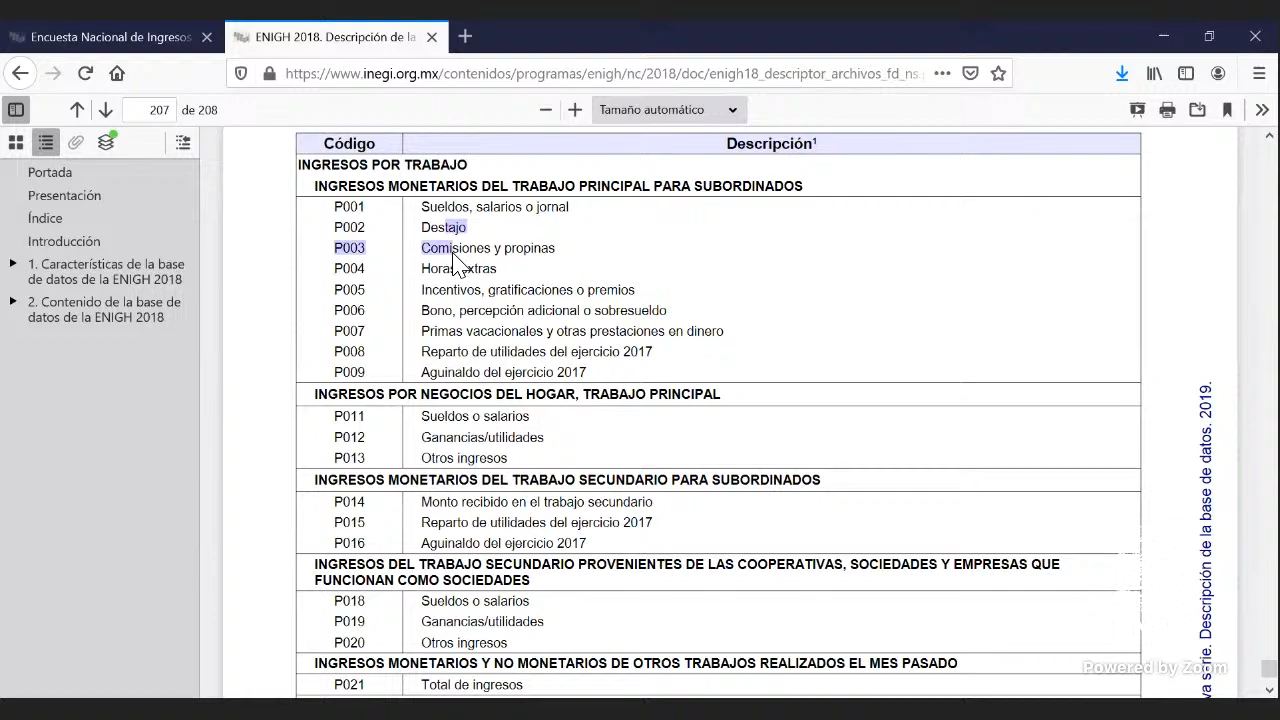 Encuesta Nacional de Ingresos
ENIGH 2018. Descripción de la
https://www.inegi.org.mx/contenidos/programas/enigh/nc/2018/doc/enigh18_descriptor_archivos_fd_ns
207 de 208
Tamaño automático
Portada
Presentación
Índice
Introducción
1. Características de la base
de datos de la ENIGH 2018
2. Contenido de la base de
datos de la ENIGH 2018
Código Descripción¹
INGRESOS POR TRABAJO
INGRESOS MONETARIOS DEL TRABAJO PRINCIPAL PARA SUBORDINADOS
P001 Sueldos, salarios o jornal
P002 Destajo
P003 Comisiones y propinas
P004 Horas extras
P005 Incentivos, gratificaciones o premios
P006 Bono, percepción adicional o sobresueldo
P007 Primas vacacionales y otras prestaciones en dinero
P008 Reparto de utilidades del ejercicio 2017
P009 Aguinaldo del ejercicio 2017
INGRESOS POR NEGOCIOS DEL HOGAR, TRABAJO PRINCIPAL
P011 Sueldos o salarios
P012 Ganancias/utilidades
P013 Otros ingresos
INGRESOS MONETARIOS DEL TRABAJO SECUNDARIO PARA SUBORDINADOS
P014 Monto recibido en el trabajo secundario
P015 Reparto de utilidades del ejercicio 2017
P016 Aguinaldo del ejercicio 2017
INGRESOS DEL TRABAJO SECUNDARIO PROVENIENTES DE LAS COOPERATIVAS, SOCIEDADES Y EMPRESAS QUE
FUNCIONAN COMO SOCIEDADES
P018 Sueldos o salarios
P019 Ganancias/utilidades
P020 Otros ingresos
INGRESOS MONETARIOS Y NO MONETARIOS DE OTROS TRABAJOS REALIZADOS EL MES PASADO
P021 Total de ingresos
va serie. Descripción de la base de datos. 2019.
Powered by Zoom